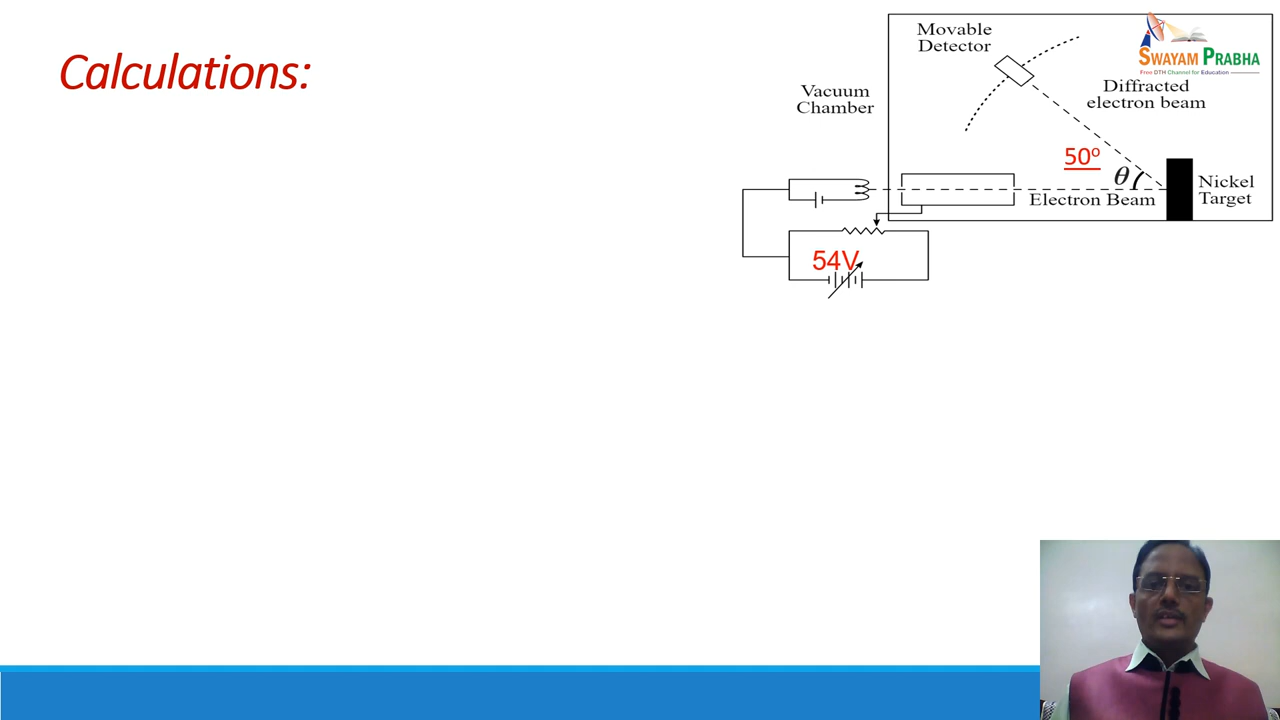 Calculations:
Movable
Detector
SWAYAM PRABHA
Free DTH Channel for Education
Diffracted
electron beam
Vacuum
Chamber
50º
θ
Nickel
Target
Electron Beam
54V